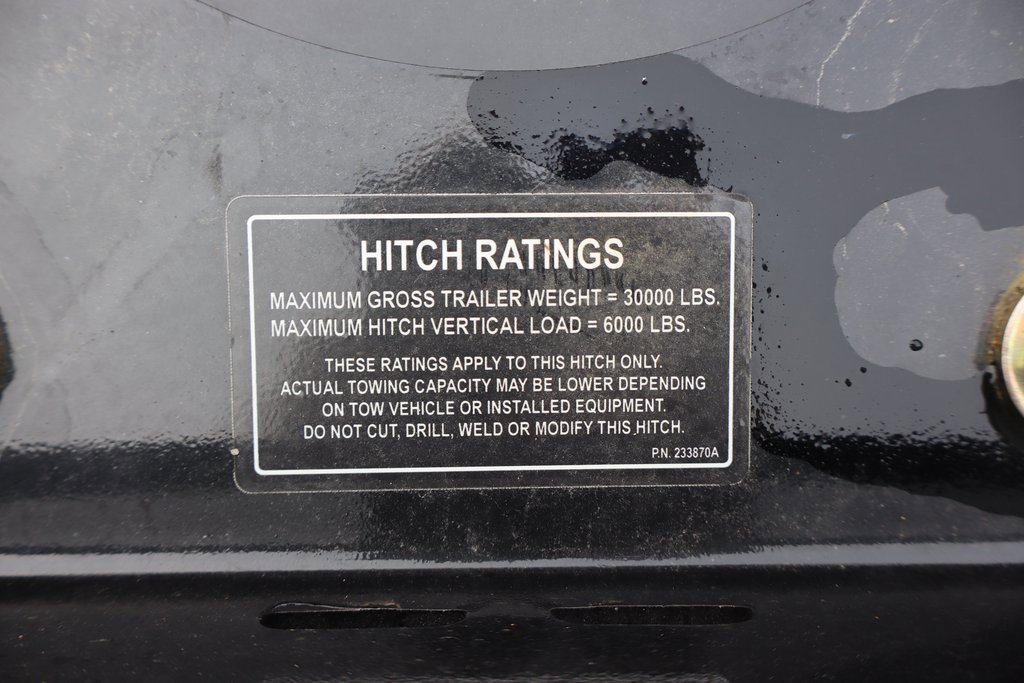 HITCH RATINGS
MAXIMUM GROSS TRAILER WEIGHT = 30000 LBS.
MAXIMUM HITCH VERTICAL LOAD = 6000 LBS.
THESE RATINGS APPLY TO THIS HITCH ONLY.
ACTUAL TOWING CAPACITY MAY BE LOWER DEPENDING
ON TOW VEHICLE OR INSTALLED EQUIPMENT.
DO NOT CUT, DRILL, WELD OR MODIFY THIS HITCH.
P.N. 233870A